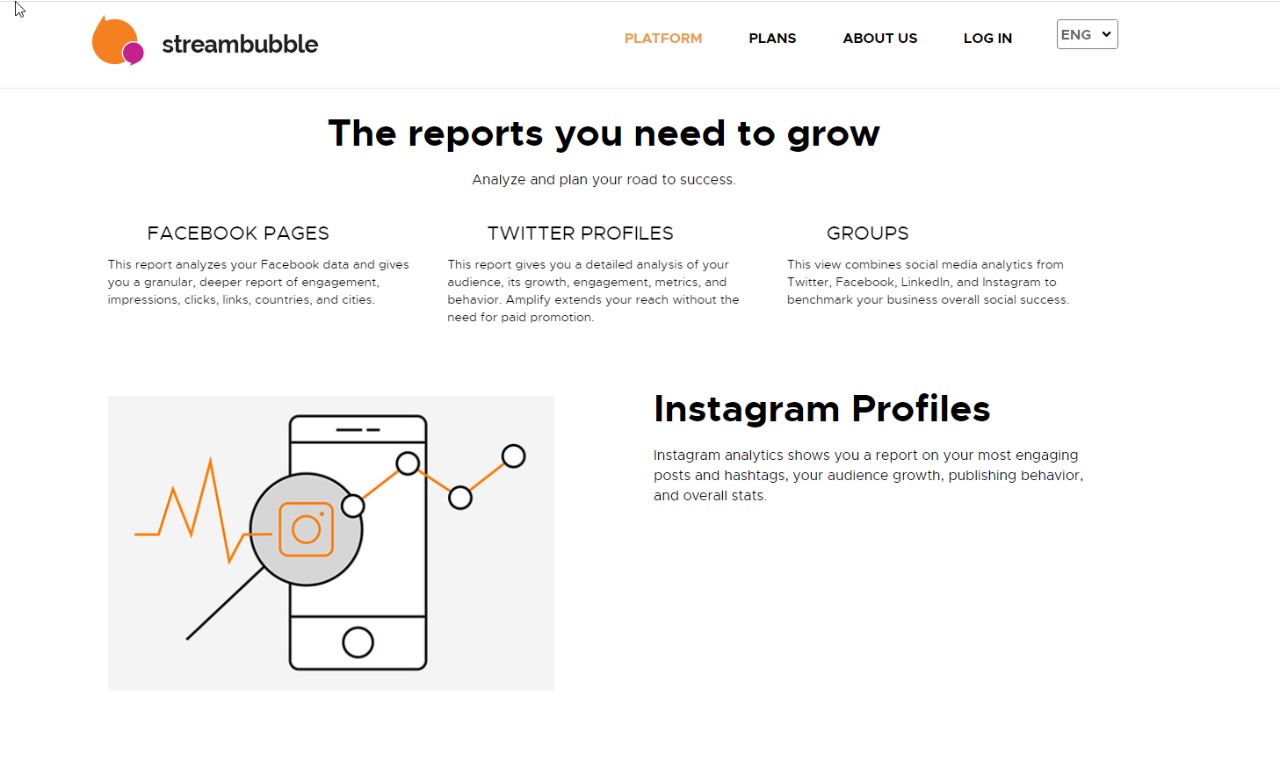 streambubble
PLATFORM
PLANS
ABOUT US
LOG IN
ENG
The reports you need to grow
Analyze and plan your road to success.
FACEBOOK PAGES
This report analyzes your Facebook data and gives
you a granular, deeper report of engagement,
impressions, clicks, links, countries, and cities.
TWITTER PROFILES
This report gives you a detailed analysis of your
audience, its growth, engagement, metrics, and
behavior. Amplify extends your reach without the
need for paid promotion.
GROUPS
This view combines social media analytics from
Twitter, Facebook, LinkedIn, and Instagram to
benchmark your business overall social success.
Instagram Profiles
Instagram analytics shows you a report on your most engaging
posts and hashtags, your audience growth, publishing behavior,
and overall stats.